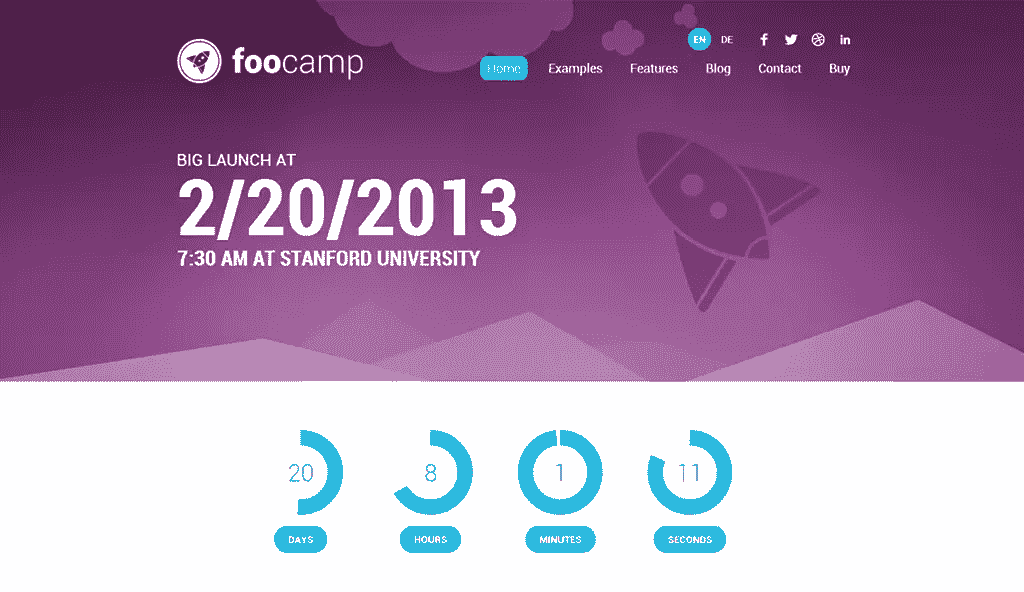 EN DE
foocamp
Home Examples Features Blog Contact Buy
BIG LAUNCH AT
2/20/2013
7:30 AM AT STANFORD UNIVERSITY
20 8 1 11
DAYS HOURS MINUTES SECONDS